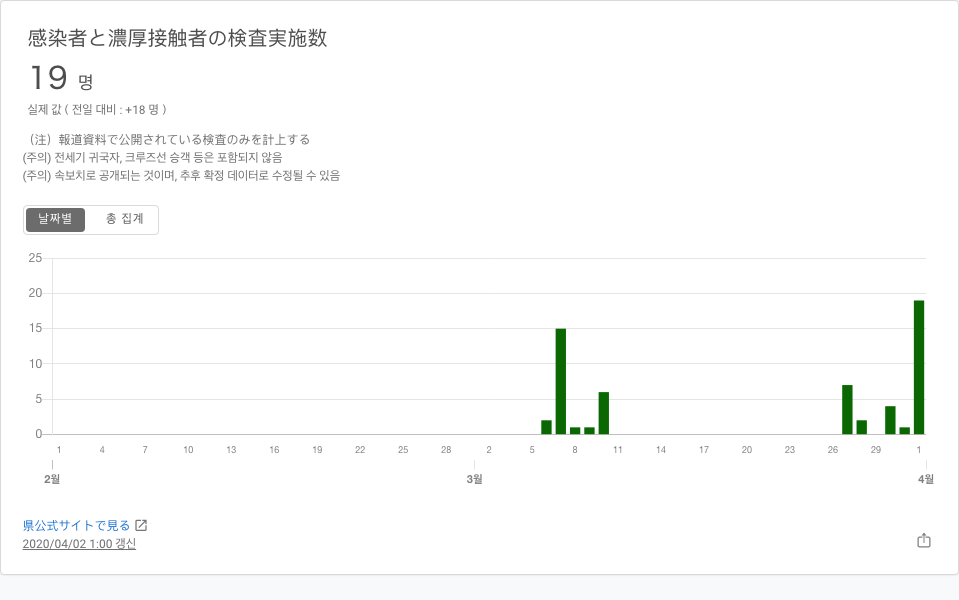 感染者と濃厚接触者の検査実施数
19 명
실제 값 ( 전일 대비 : +18 명 )
（注）報道資料で公開されている検査のみを計上する
(주의) 전세기 귀국자, 크루즈선 승객 등은 포함되지 않음
(주의) 속보치로 공개되는 것이며, 추후 확정 데이터로 수정될 수 있음
날짜별 총 집계
25
20
15
10
5
0
1 4 7 10 13 16 19 22 25 28 2 5 8 11 14 17 20 23 26 29 1
2월 3월 4월
県公式サイトで見る
2020/04/02 1:00 갱신